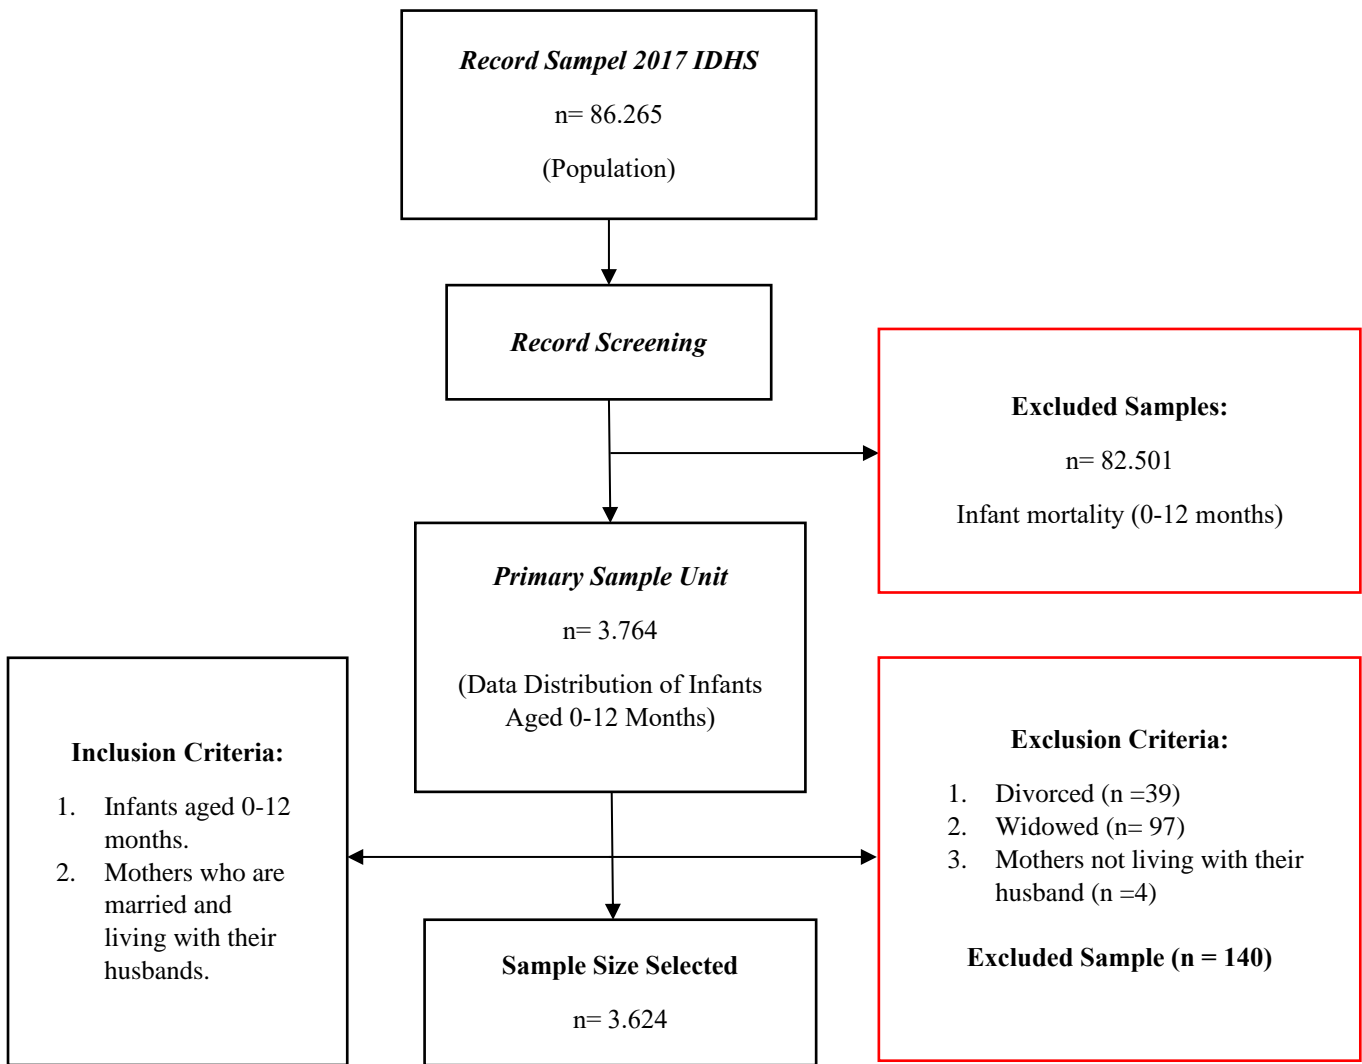 Record Sampel 2017 IDHS
n= 86.265
(Population)
Record Screening
Excluded Samples:
n= 82.501
Infant mortality (0-12 months)
Primary Sample Unit
n= 3.764
(Data Distribution of Infants
Aged 0-12 Months)
Inclusion Criteria:
1. Infants aged 0-12
months.
2. Mothers who are
married and
living with their
husbands.
Exclusion Criteria:
1. Divorced (n =39)
2. Widowed (n= 97)
3. Mothers not living with their
husband (n =4)
Excluded Sample (n = 140)
Sample Size Selected
n= 3.624